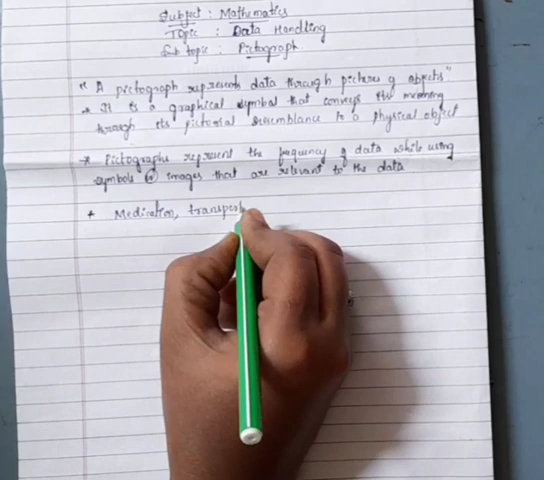 Subject : Mathematics
Topic : Data Handling
Sub topic : Pictograph
" A pictograph represents data through pictures of objects"
* It is a graphical symbol that conveys its meaning
through its pictorial resemblance to a physical object
* Pictographs represent the frequency of data while using
symbols or images that are relevant to the data
* Medication, transport